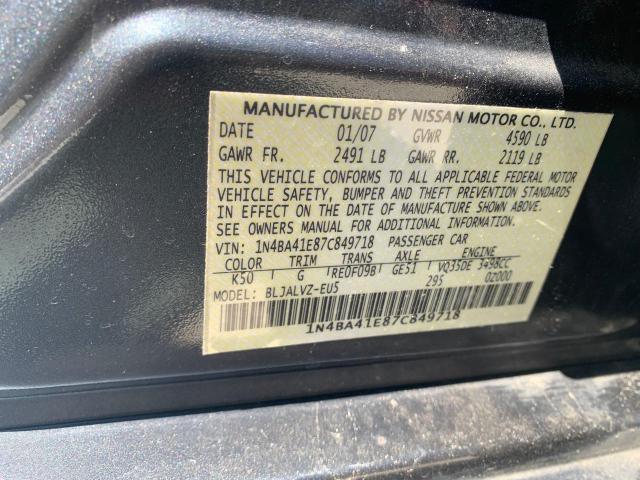 MANUFACTURED BY NISSAN MOTOR CO., LTD.
DATE 01/07 GVWR 4590 LB
GAWR FR. 2491 LB GAWR RR. 2119 LB
THIS VEHICLE CONFORMS TO ALL APPLICABLE FEDERAL MOTOR
VEHICLE SAFETY, BUMPER AND THEFT PREVENTION STANDARDS
IN EFFECT ON THE DATE OF MANUFACTURE SHOWN ABOVE.
SEE OWNERS MANUAL FOR ADDITIONAL INFORMATION.
VIN: 1N4BA41E87C849718 PASSENGER CAR
COLOR TRIM TRANS AXLE ENGINE
K50 G RE0F09B GE31 VQ35DE 3498CC
MODEL: BLJALVZ-EU5 295 0Z000
1N4BA41E87C849718